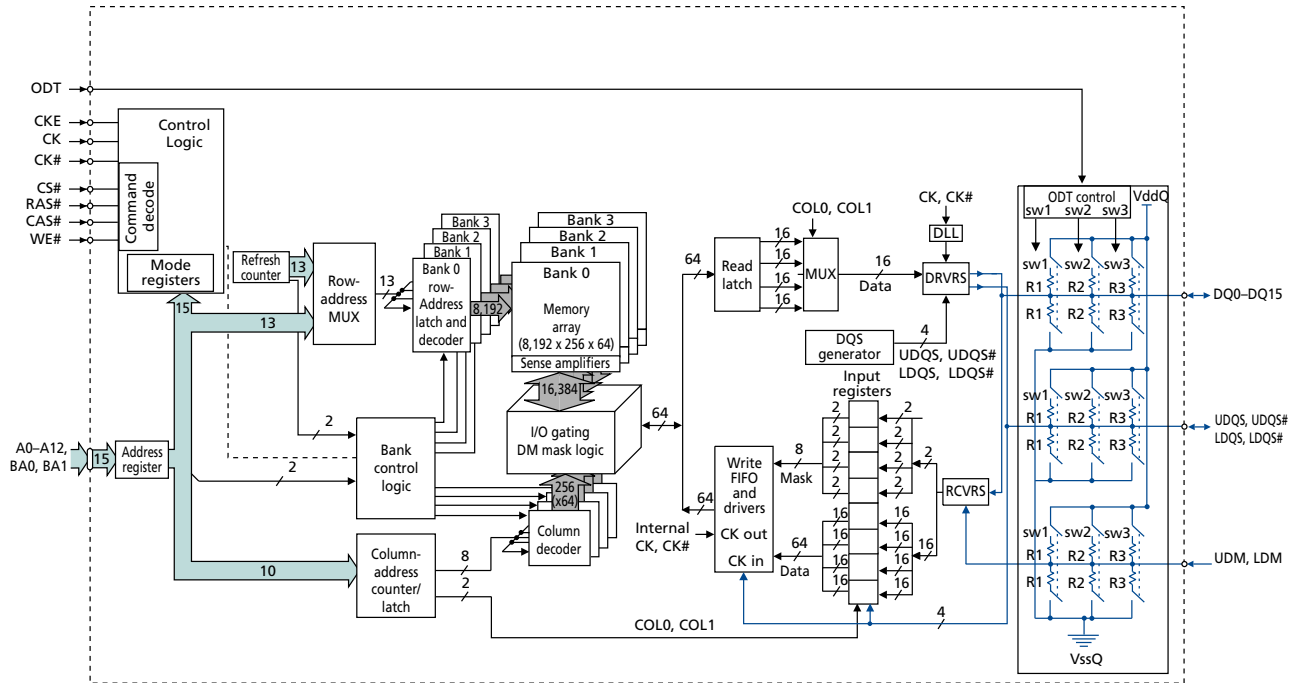 ODT
CKE
CK
CK#
CS#
RAS#
CAS#
WE#
Control
Logic
Command
decode
Mode
registers
15
Refresh
counter
13
13
Row-
address
MUX
13
Bank 3
Bank 2
Bank 1
Bank 0
row-
Address
latch and
decoder
8,192
Bank 3
Bank 2
Bank 1
Bank 0
Memory
array
(8,192 x 256 x 64)
Sense amplifiers
16,384
I/O gating
DM mask logic
64
256
(x64)
Column
decoder
A0–A12,
BA0, BA1
15
Address
register
2
2
Bank
control
logic
10
Column-
address
counter/
latch
8
2
COL0, COL1
64
Read
latch
16
16
16
16
COL0, COL1
MUX
16
Data
CK, CK#
DLL
DRVRS
DQS
generator
4
UDQS, UDQS#
LDQS, LDQS#
Input
registers
2
2
2
2
2
2
2
2
8
Mask
2
Write
FIFO
and
drivers
CK out
CK in
64
Internal
CK, CK#
64
Data
16
16
16
16
16
16
16
16
16
RCVRS
4
ODT control
sw1 sw2 sw3
VddQ
sw1 sw2 sw3
R1 R2 R3
R1 R2 R3
sw1 sw2 sw3
R1 R2 R3
R1 R2 R3
sw1 sw2 sw3
R1 R2 R3
R1 R2 R3
VssQ
DQ0–DQ15
UDQS, UDQS#
LDQS, LDQS#
UDM, LDM